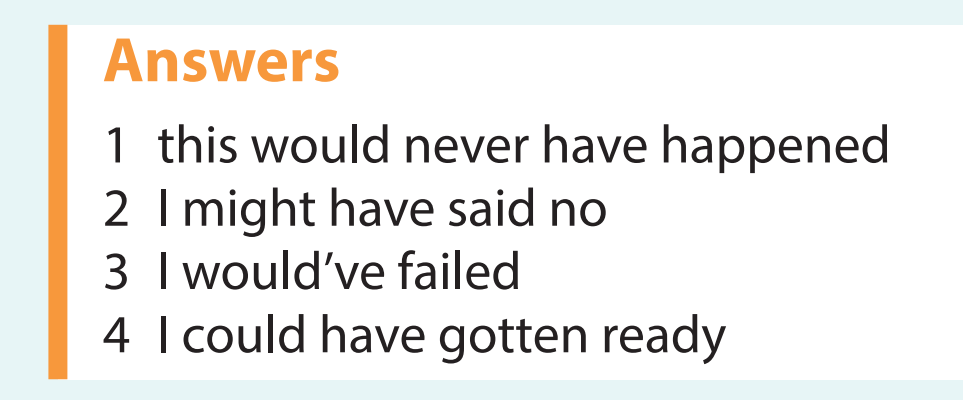 Answers
1 this would never have happened
2 I might have said no
3 I would’ve failed
4 I could have gotten ready